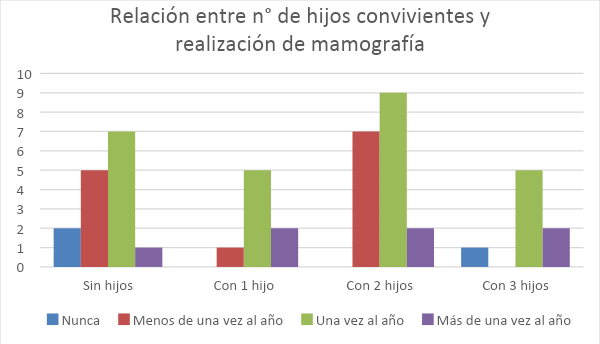 Relación entre n° de hijos convivientes y
realización de mamografía
10
9
8
7
6
5
4
3
2
1
0
Sin hijos Con 1 hijo Con 2 hijos Con 3 hijos
Nunca Menos de una vez al año Una vez al año Más de una vez al año